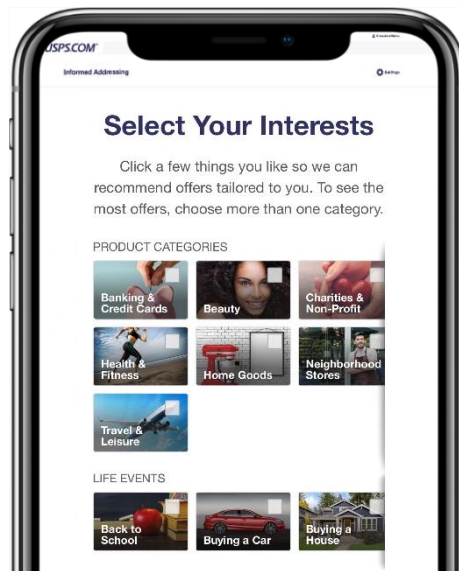 USPS.COM
Informed Addressing
Settings
Select Your Interests
Click a few things you like so we can
recommend offers tailored to you. To see the
most offers, choose more than one category.
PRODUCT CATEGORIES
Banking &
Credit Cards
Beauty
Charities &
Non-Profit
Health &
Fitness
Home Goods
Neighborhood
Stores
Travel &
Leisure
LIFE EVENTS
Back to
School
Buying a Car
Buying a
House